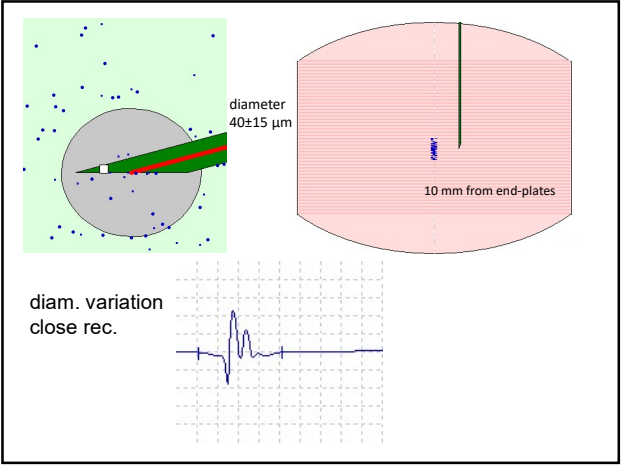 diameter
40±15 μm
10 mm from end-plates
diam. variation
close rec.